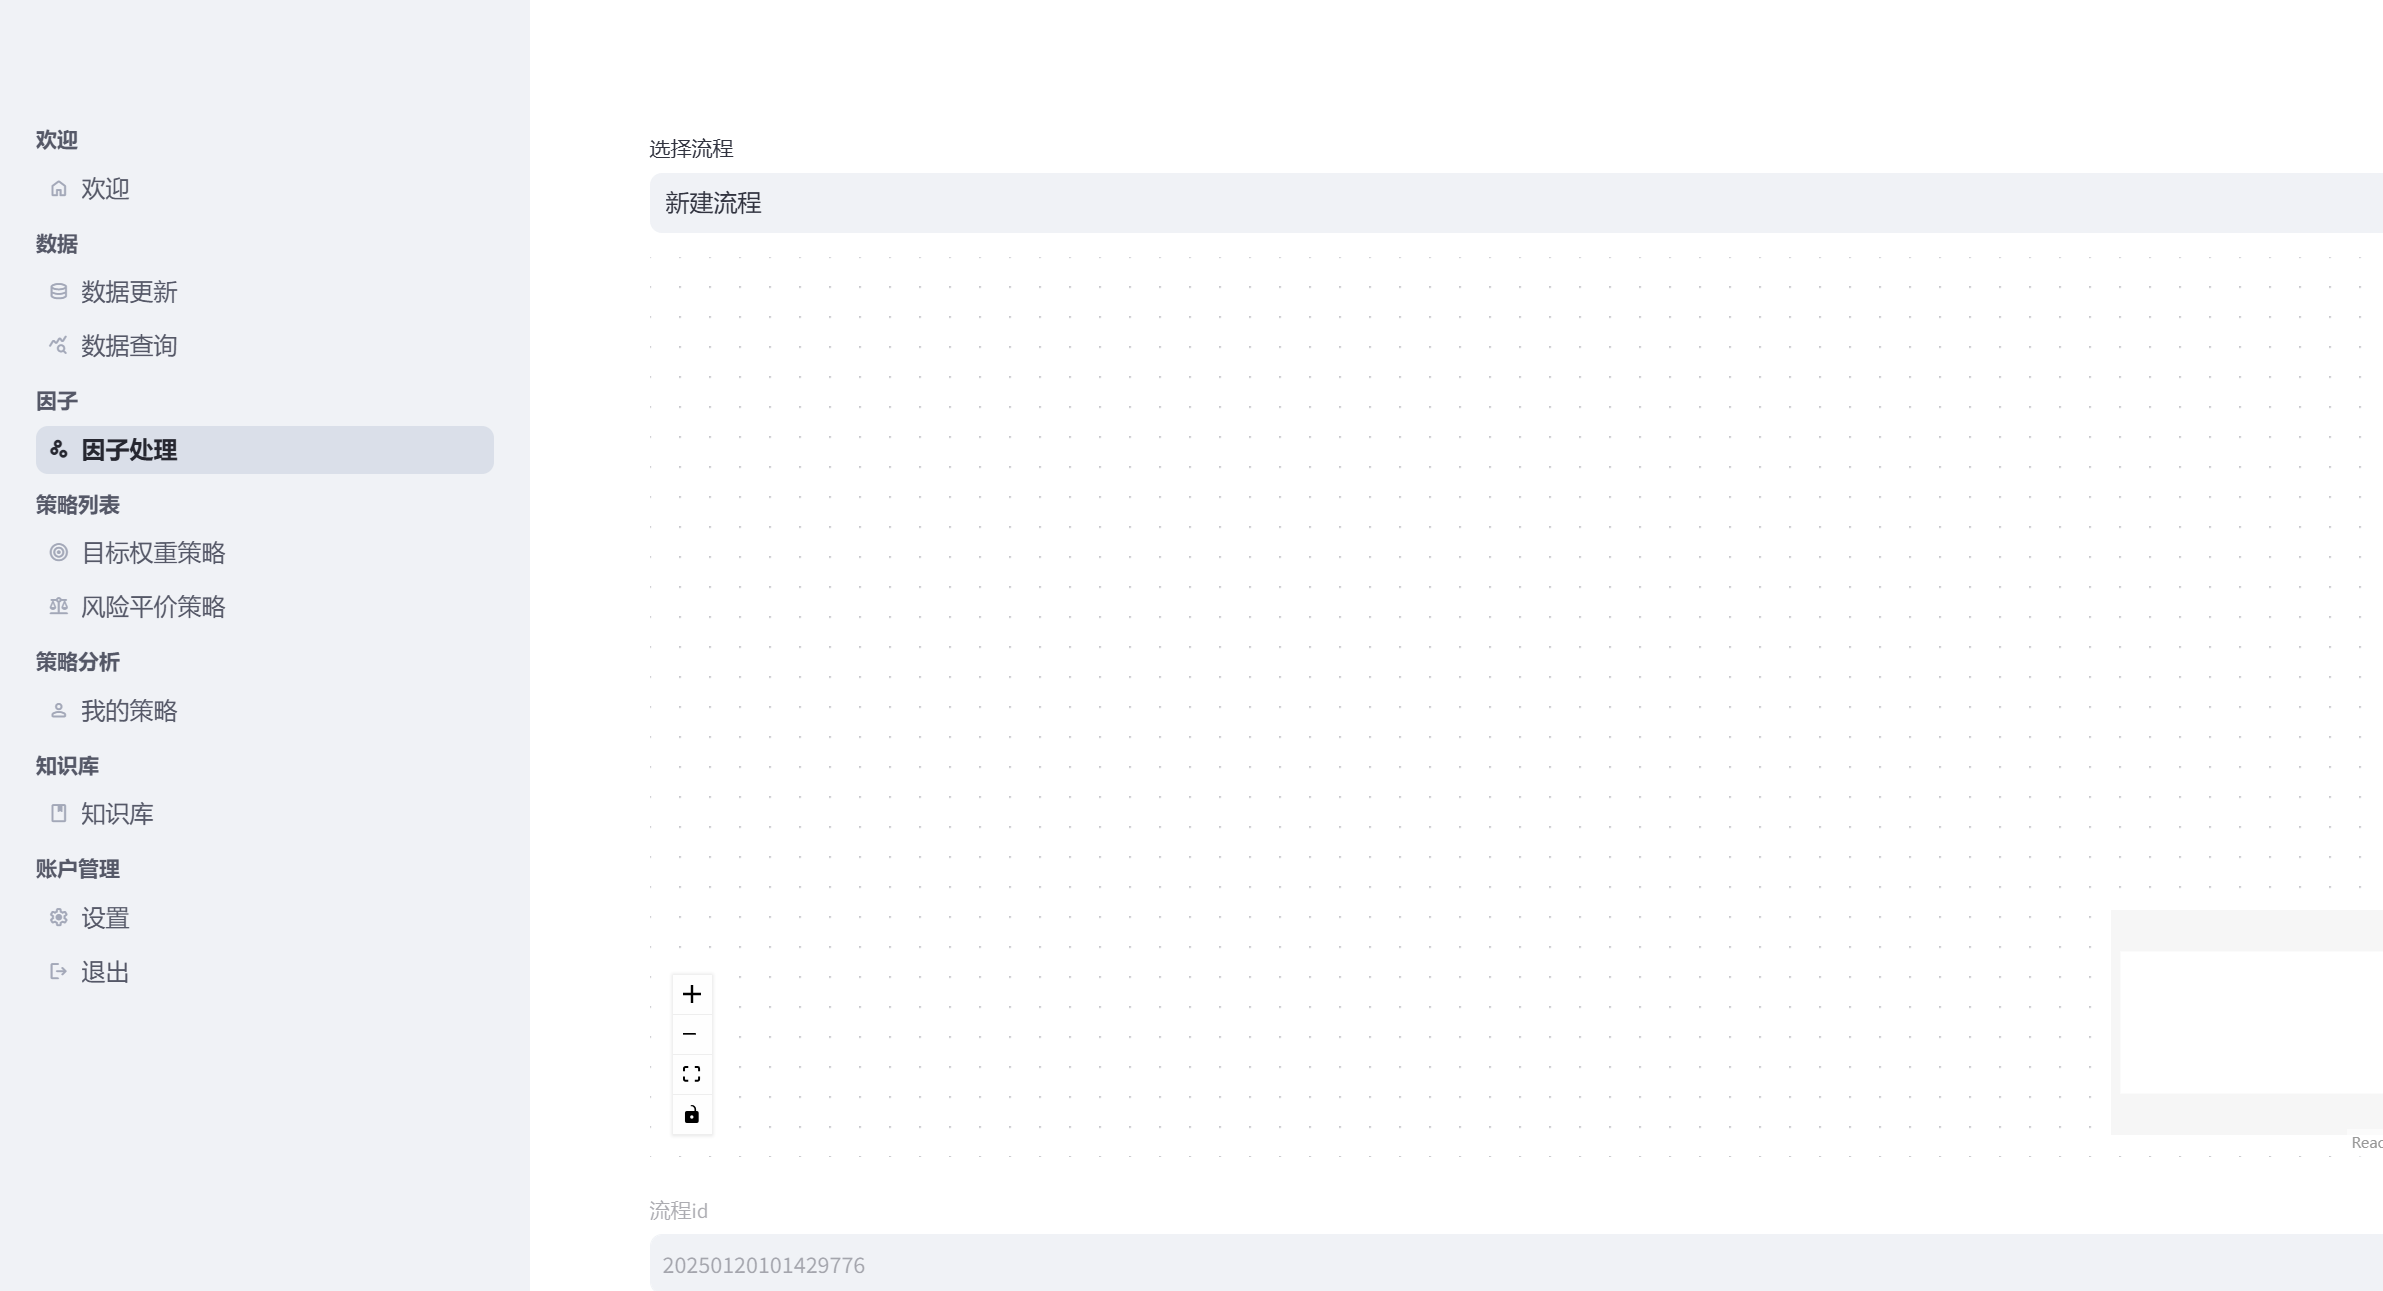 欢迎
欢迎
数据
数据更新
数据查询
因子
因子处理
策略列表
目标权重策略
风险平价策略
策略分析
我的策略
知识库
知识库
账户管理
设置
退出
选择流程
新建流程
Reac
流程id
20250120101429776